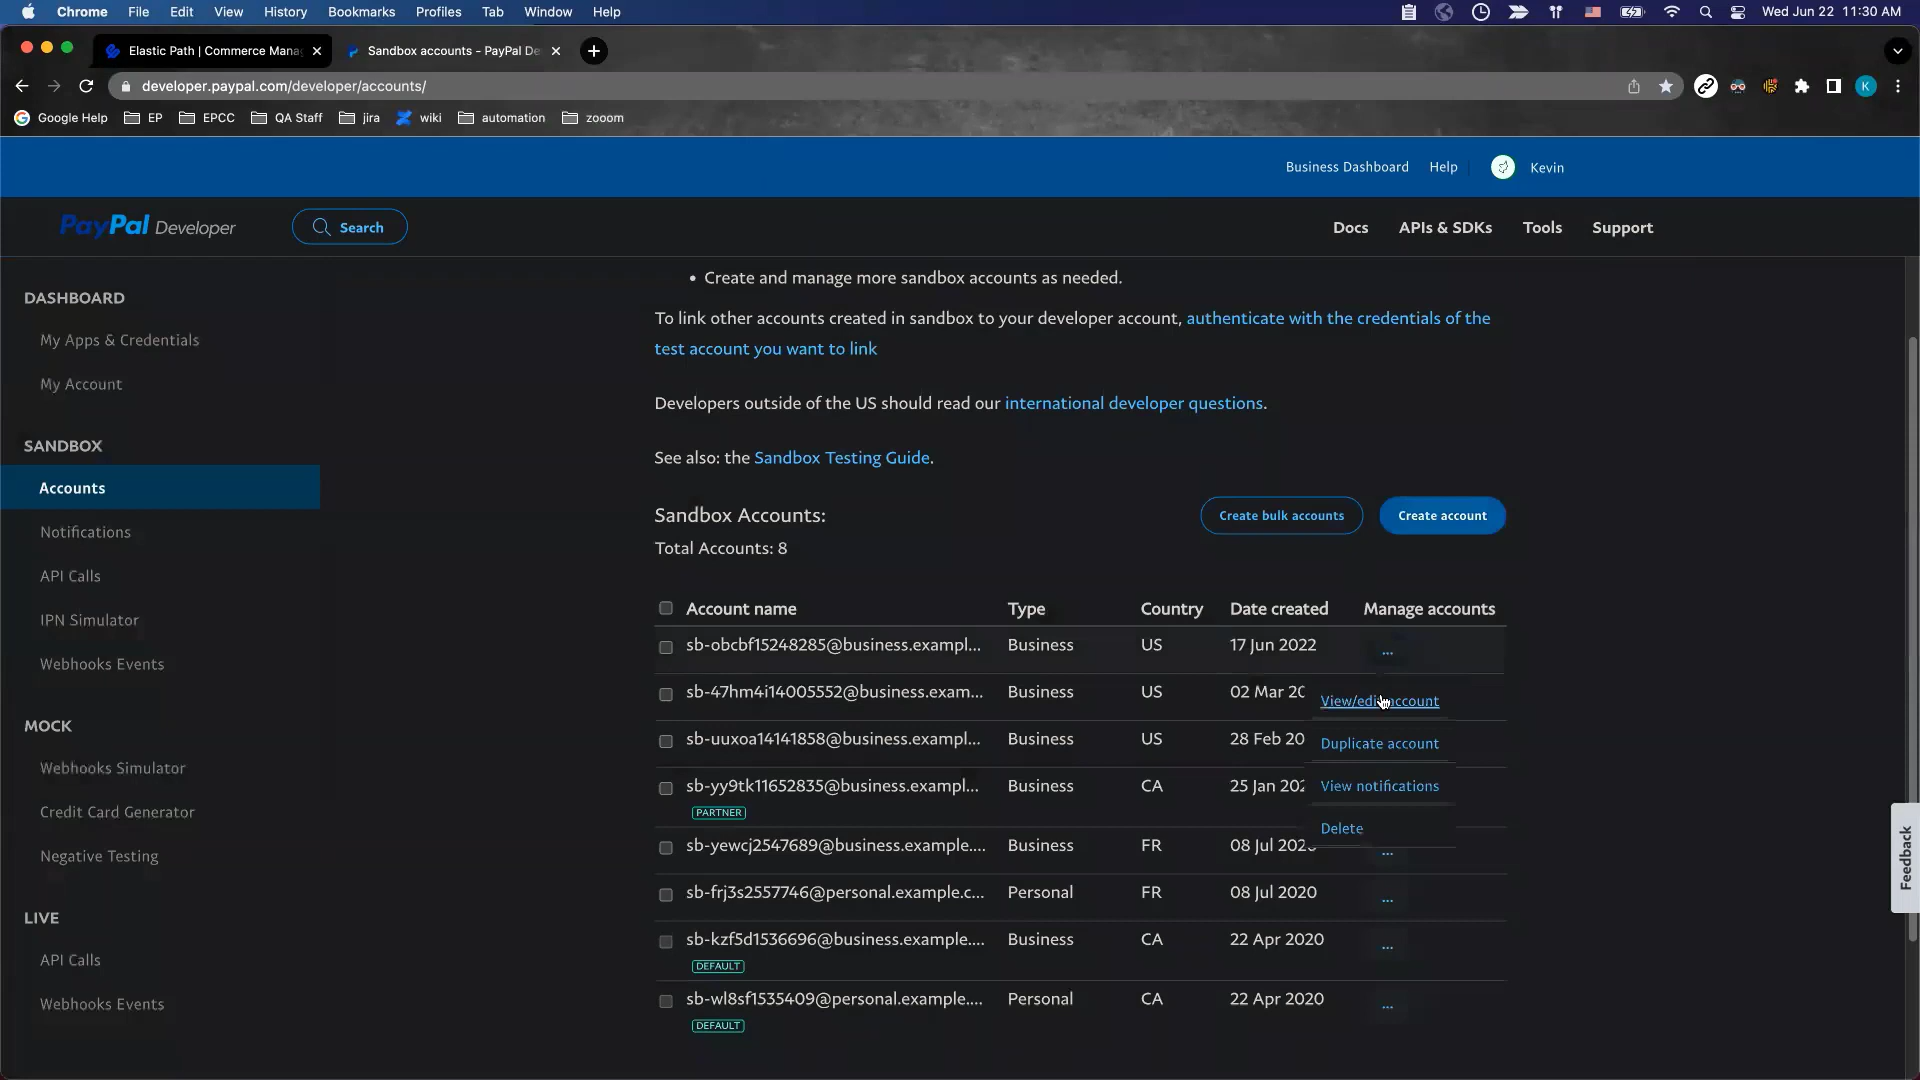 Chrome File Edit View History Bookmarks Profiles Tab Window Help Wed Jun 22 11:30 AM
Elastic Path | Commerce Mana Sandbox accounts - PayPal De
developer.paypal.com/developer/accounts/ K
Google Help EP EPCC QA Staff jira wiki automation zooom
Business Dashboard Help Kevin
PayPal Developer Search Docs APIs & SDKs Tools Support
DASHBOARD
My Apps & Credentials
My Account
SANDBOX
Accounts
Notifications
API Calls
IPN Simulator
Webhooks Events
MOCK
Webhooks Simulator
Credit Card Generator
Negative Testing
LIVE
API Calls
Webhooks Events
• Create and manage more sandbox accounts as needed.
To link other accounts created in sandbox to your developer account, authenticate with the credentials of the
test account you want to link
Developers outside of the US should read our international developer questions.
See also: the Sandbox Testing Guide.
Sandbox Accounts: Create bulk accounts Create account
Total Accounts: 8
Account name Type Country Date created Manage accounts
sb-obcbf15248285@business.exampl... Business US 17 Jun 2022 ...
sb-47hm4i14005552@business.exam... Business US 02 Mar 20
sb-uuxoa14141858@business.exampl... Business US 28 Feb 20
sb-yy9tk11652835@business.exampl... Business CA 25 Jan 202
PARTNER
sb-yewcj2547689@business.example.... Business FR 08 Jul 2020 ...
sb-frj3s2557746@personal.example.c... Personal FR 08 Jul 2020 ...
sb-kzf5d1536696@business.example.... Business CA 22 Apr 2020 ...
DEFAULT
sb-wl8sf1535409@personal.example.... Personal CA 22 Apr 2020 ...
DEFAULT
View/edit account
Duplicate account
View notifications
Delete
Feedback